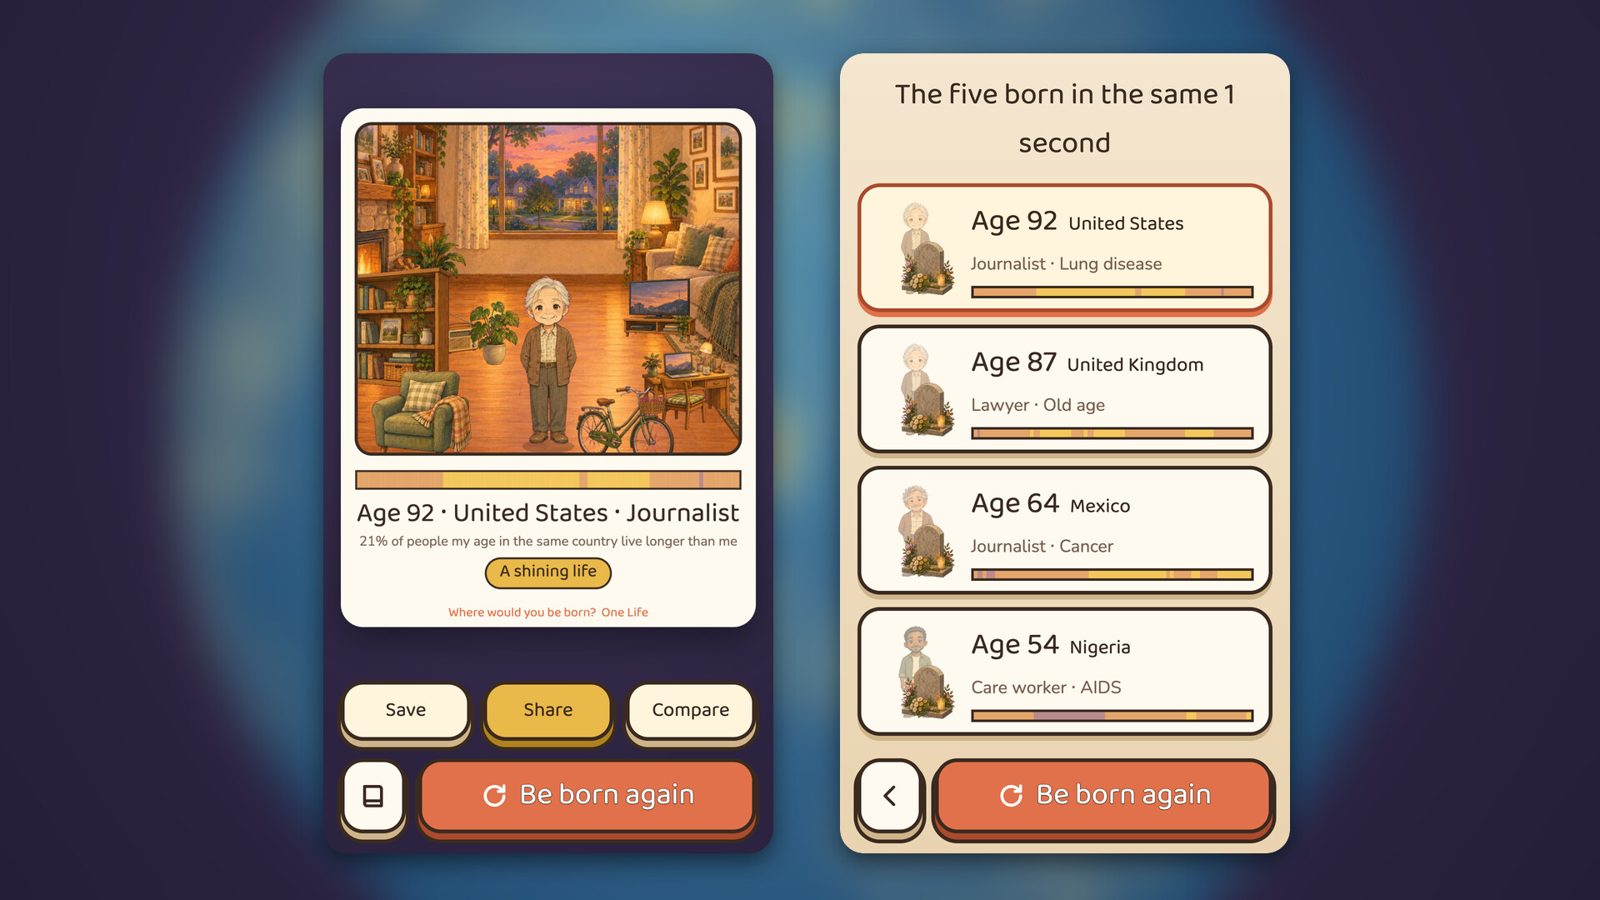 Age 92 · United States · Journalist
21% of people my age in the same country live longer than me
A shining life
Where would you be born? One Life
Save
Share
Compare
Be born again
The five born in the same 1
second
Age 92 United States
Journalist · Lung disease
Age 87 United Kingdom
Lawyer · Old age
Age 64 Mexico
Journalist · Cancer
Age 54 Nigeria
Care worker · AIDS
Be born again